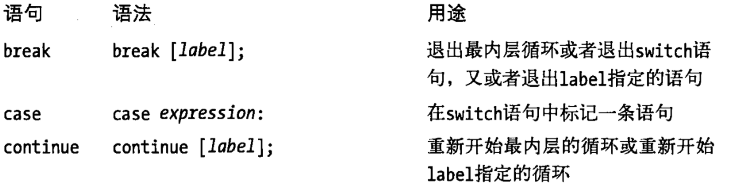 语句 语法 用途
break break [label]; 退出最内层循环或者退出switch语
句，又或者退出label指定的语句
case case expression: 在switch语句中标记一条语句
continue continue [label]; 重新开始最内层的循环或重新开始
label指定的循环